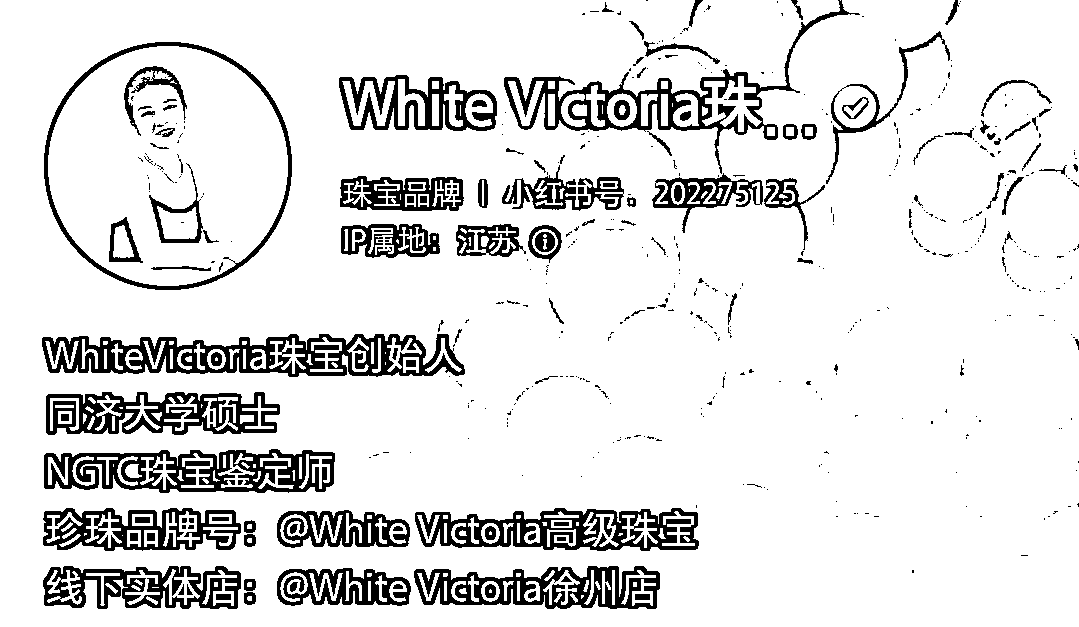 White Victoria珠...
珠宝品牌 | 小红书号：202275125
IP属地：江苏
WhiteVictoria珠宝创始人
同济大学硕士
NGTC珠宝鉴定师
珍珠品牌号：@White Victoria高级珠宝
线下实体店：@White Victoria徐州店